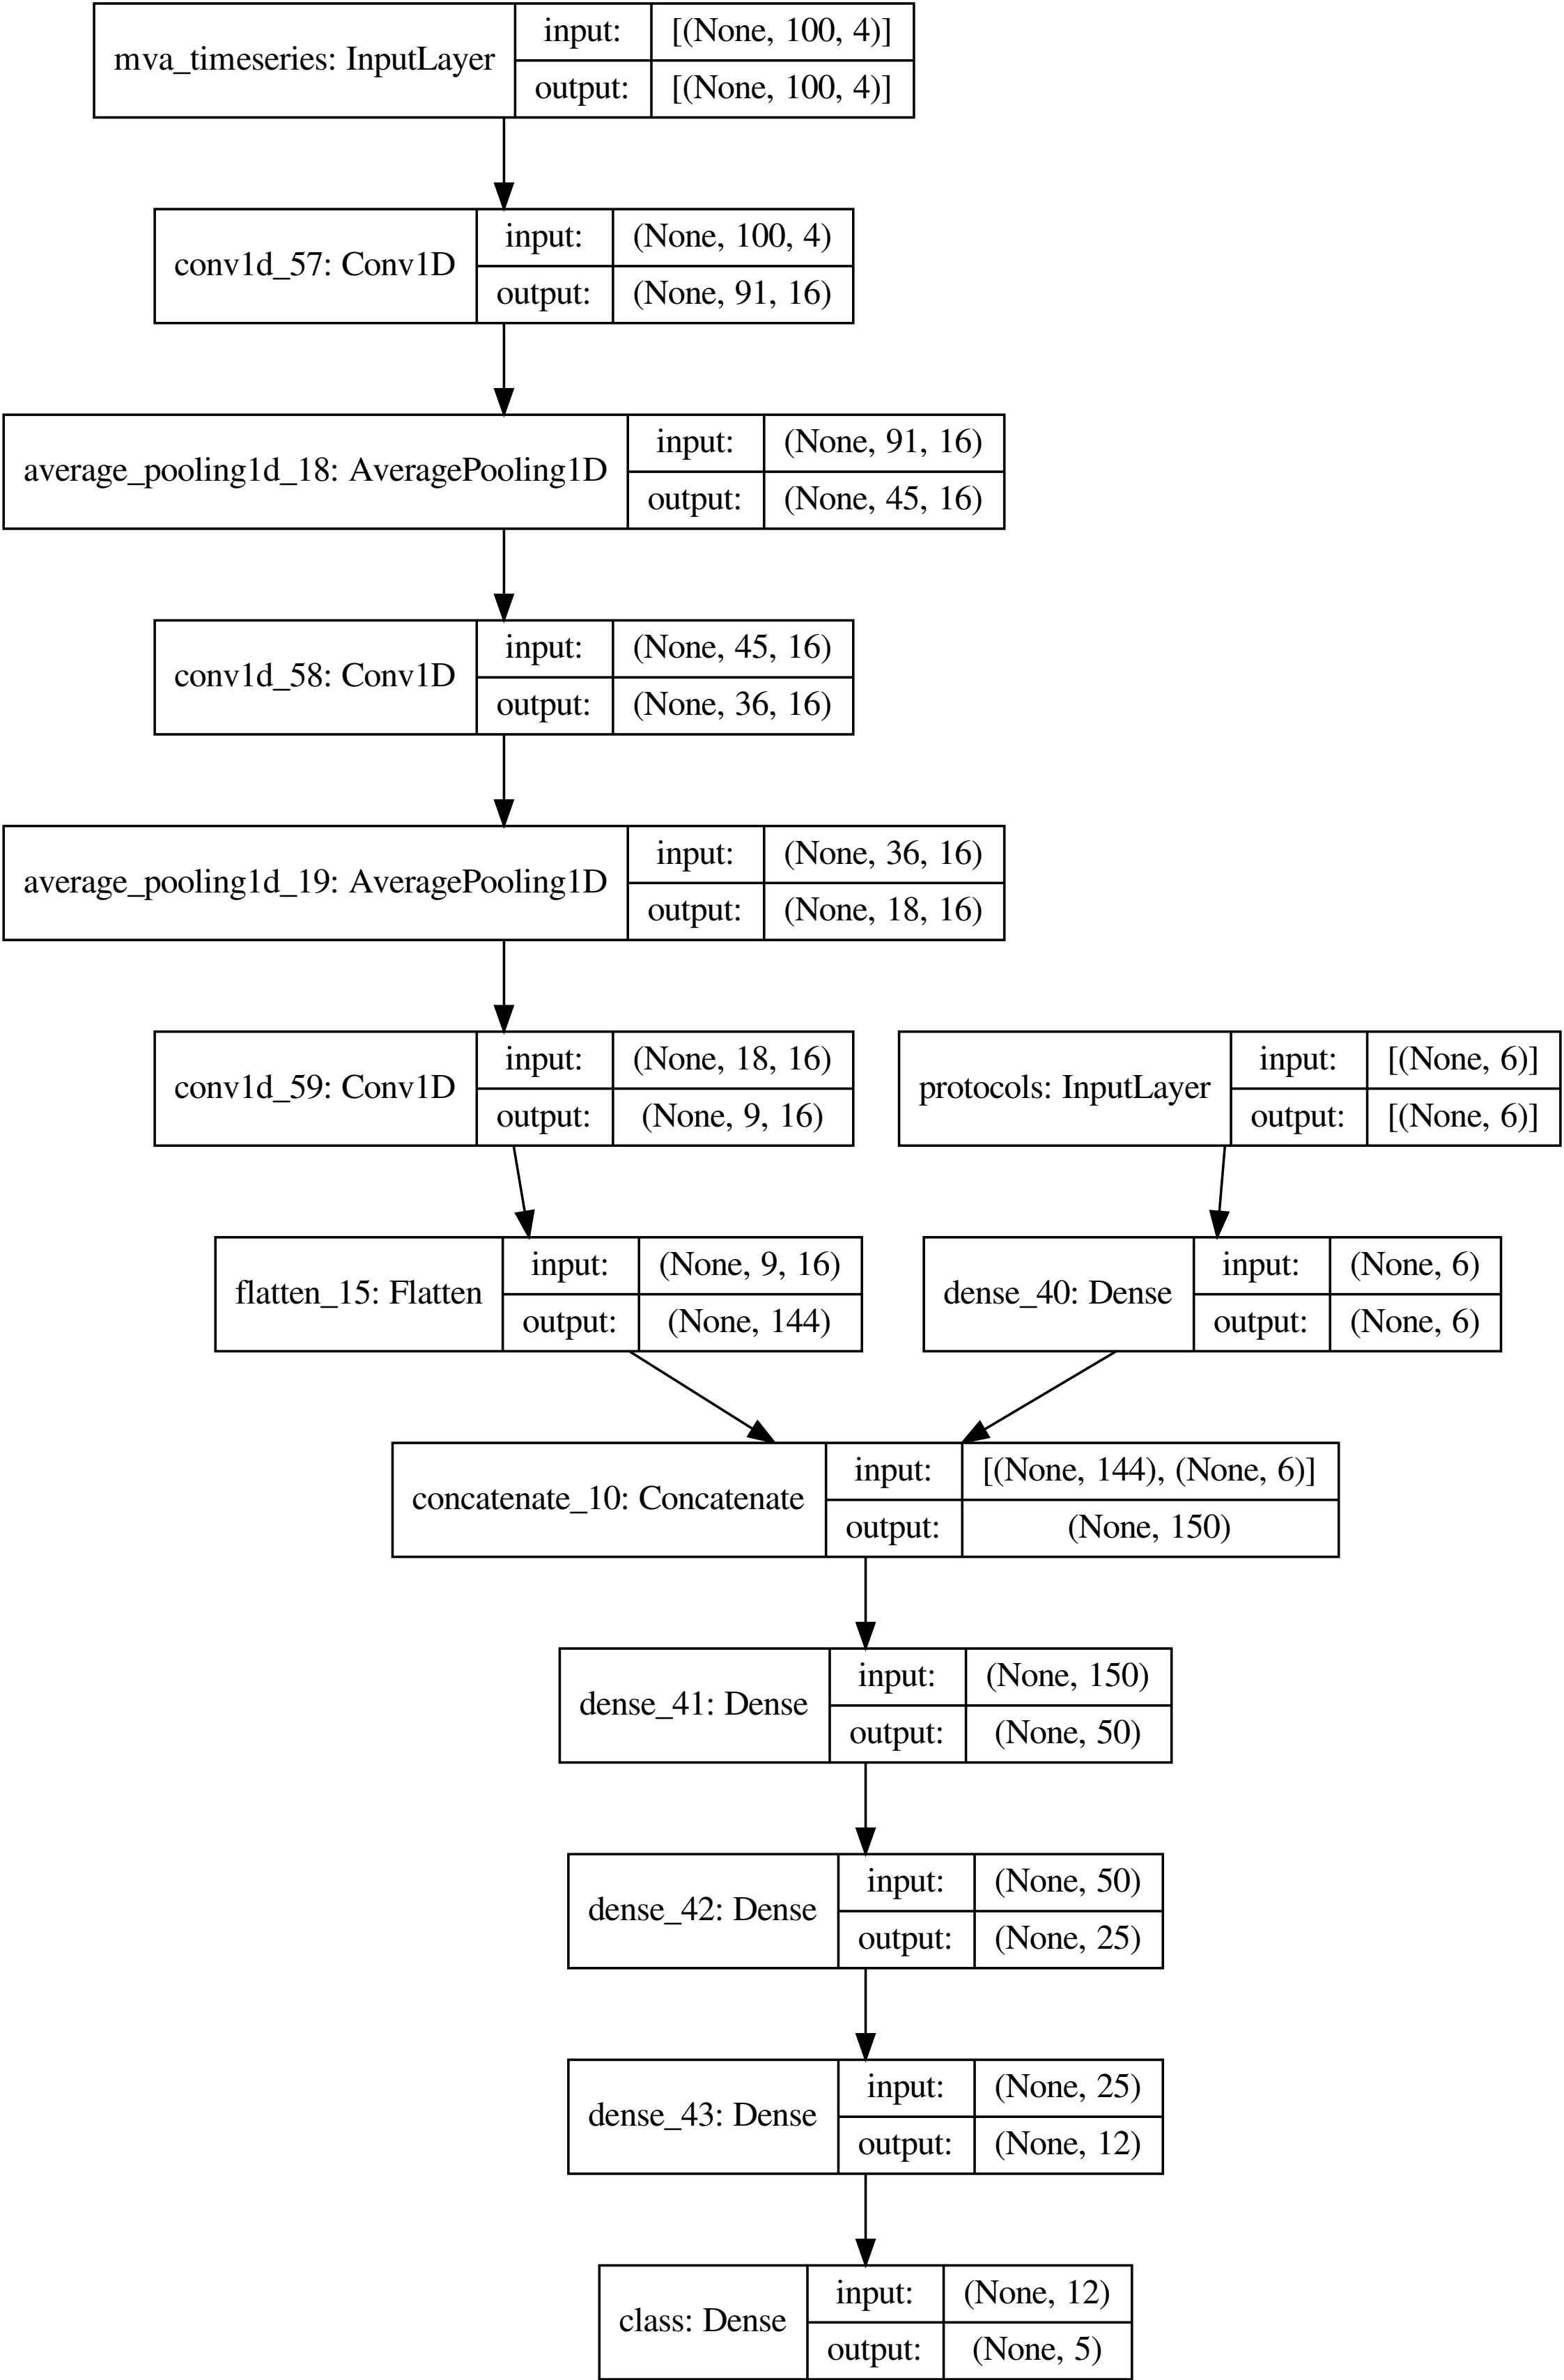 mva_timeseries: InputLayer
input:
[(None, 100, 4)]
output:
[(None, 100, 4)]
conv1d_57: Conv1D
input:
(None, 100, 4)
output:
(None, 91, 16)
average_pooling1d_18: AveragePooling1D
input:
(None, 91, 16)
output:
(None, 45, 16)
conv1d_58: Conv1D
input:
(None, 45, 16)
output:
(None, 36, 16)
average_pooling1d_19: AveragePooling1D
input:
(None, 36, 16)
output:
(None, 18, 16)
conv1d_59: Conv1D
input:
(None, 18, 16)
output:
(None, 9, 16)
protocols: InputLayer
input:
[(None, 6)]
output:
[(None, 6)]
flatten_15: Flatten
input:
(None, 9, 16)
output:
(None, 144)
dense_40: Dense
input:
(None, 6)
output:
(None, 6)
concatenate_10: Concatenate
input:
[(None, 144), (None, 6)]
output:
(None, 150)
dense_41: Dense
input:
(None, 150)
output:
(None, 50)
dense_42: Dense
input:
(None, 50)
output:
(None, 25)
dense_43: Dense
input:
(None, 25)
output:
(None, 12)
class: Dense
input:
(None, 12)
output:
(None, 5)